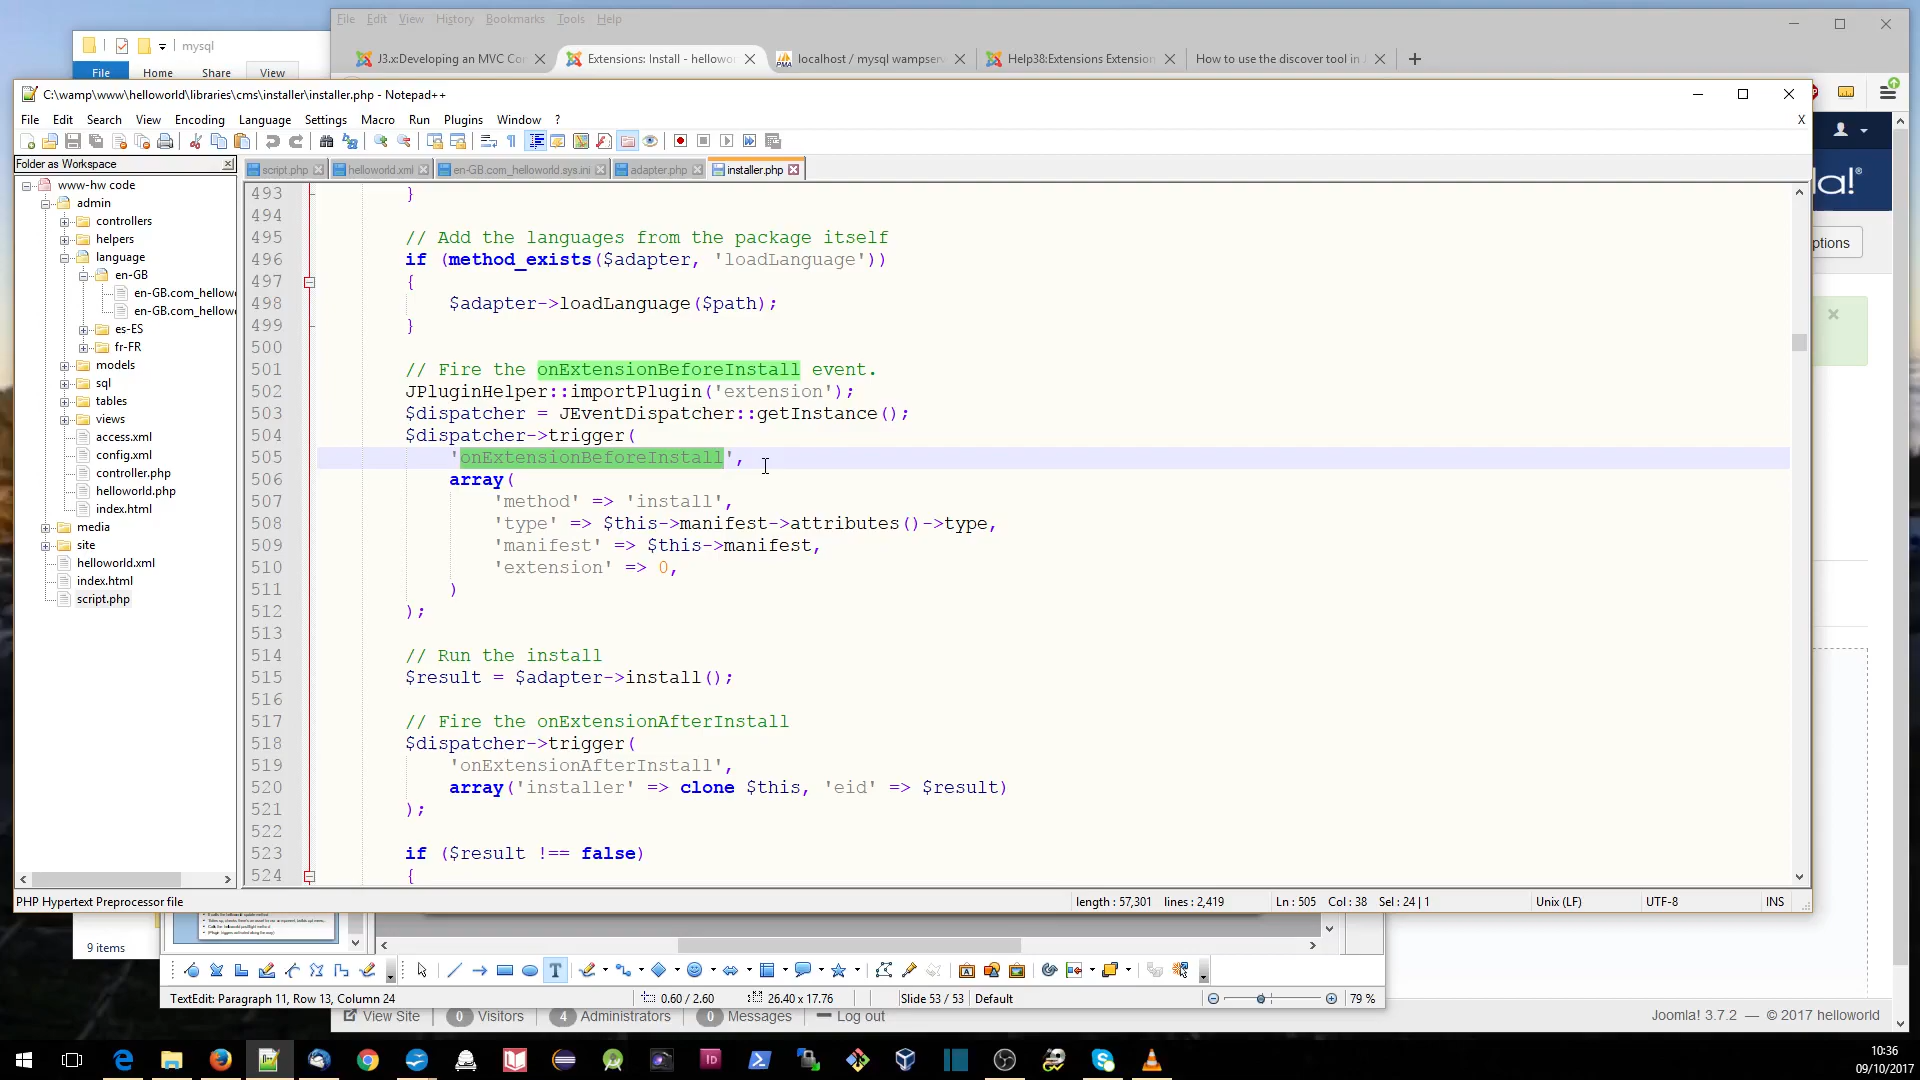 File Edit View History Bookmarks Tools Help
mysql
J3.x:Developing an MVC Co
Extensions: Install - hellowor
localhost / mysql wampserv
Help38:Extensions Extension
How to use the discover tool in J
File Home Share View
C:\wamp\www\helloworld\libraries\cms\installer\installer.php - Notepad++
File Edit Search View Encoding Language Settings Macro Run Plugins Window ?
X
Folder as Workspace
script.php
helloworld.xml
en-GB.com_helloworld.sys.ini
adapter.php
installer.php
www-hw code
admin
controllers
helpers
language
en-GB
en-GB.com_hellow
en-GB.com_hellow
es-ES
fr-FR
models
sql
tables
views
access.xml
config.xml
controller.php
helloworld.php
index.html
media
site
helloworld.xml
index.html
script.php
493 }
494
495 // Add the languages from the package itself
496 if (method_exists($adapter, 'loadLanguage'))
497 {
498 $adapter->loadLanguage($path);
499 }
500
501 // Fire the onExtensionBeforeInstall event.
502 JPluginHelper::importPlugin('extension');
503 $dispatcher = JEventDispatcher::getInstance();
504 $dispatcher->trigger(
505 'onExtensionBeforeInstall',
506 array(
507 'method' => 'install',
508 'type' => $this->manifest->attributes()->type,
509 'manifest' => $this->manifest,
510 'extension' => 0,
511 )
512 );
513
514 // Run the install
515 $result = $adapter->install();
516
517 // Fire the onExtensionAfterInstall
518 $dispatcher->trigger(
519 'onExtensionAfterInstall',
520 array('installer' => clone $this, 'eid' => $result)
521 );
522
523 if ($result !== false)
524 {
la!®
ptions
PHP Hypertext Preprocessor file
length : 57,301 lines : 2,419
Ln : 505 Col : 38 Sel : 24 | 1
Unix (LF)
UTF-8
INS
9 items
TextEdit: Paragraph 11, Row 13, Column 24
0.60 / 2.60
26.40 x 17.76
Slide 53 / 53
Default
79 %
View Site
0 Visitors
4 Administrators
0 Messages
Log out
Joomla! 3.7.2 — © 2017 helloworld
10:36
09/10/2017